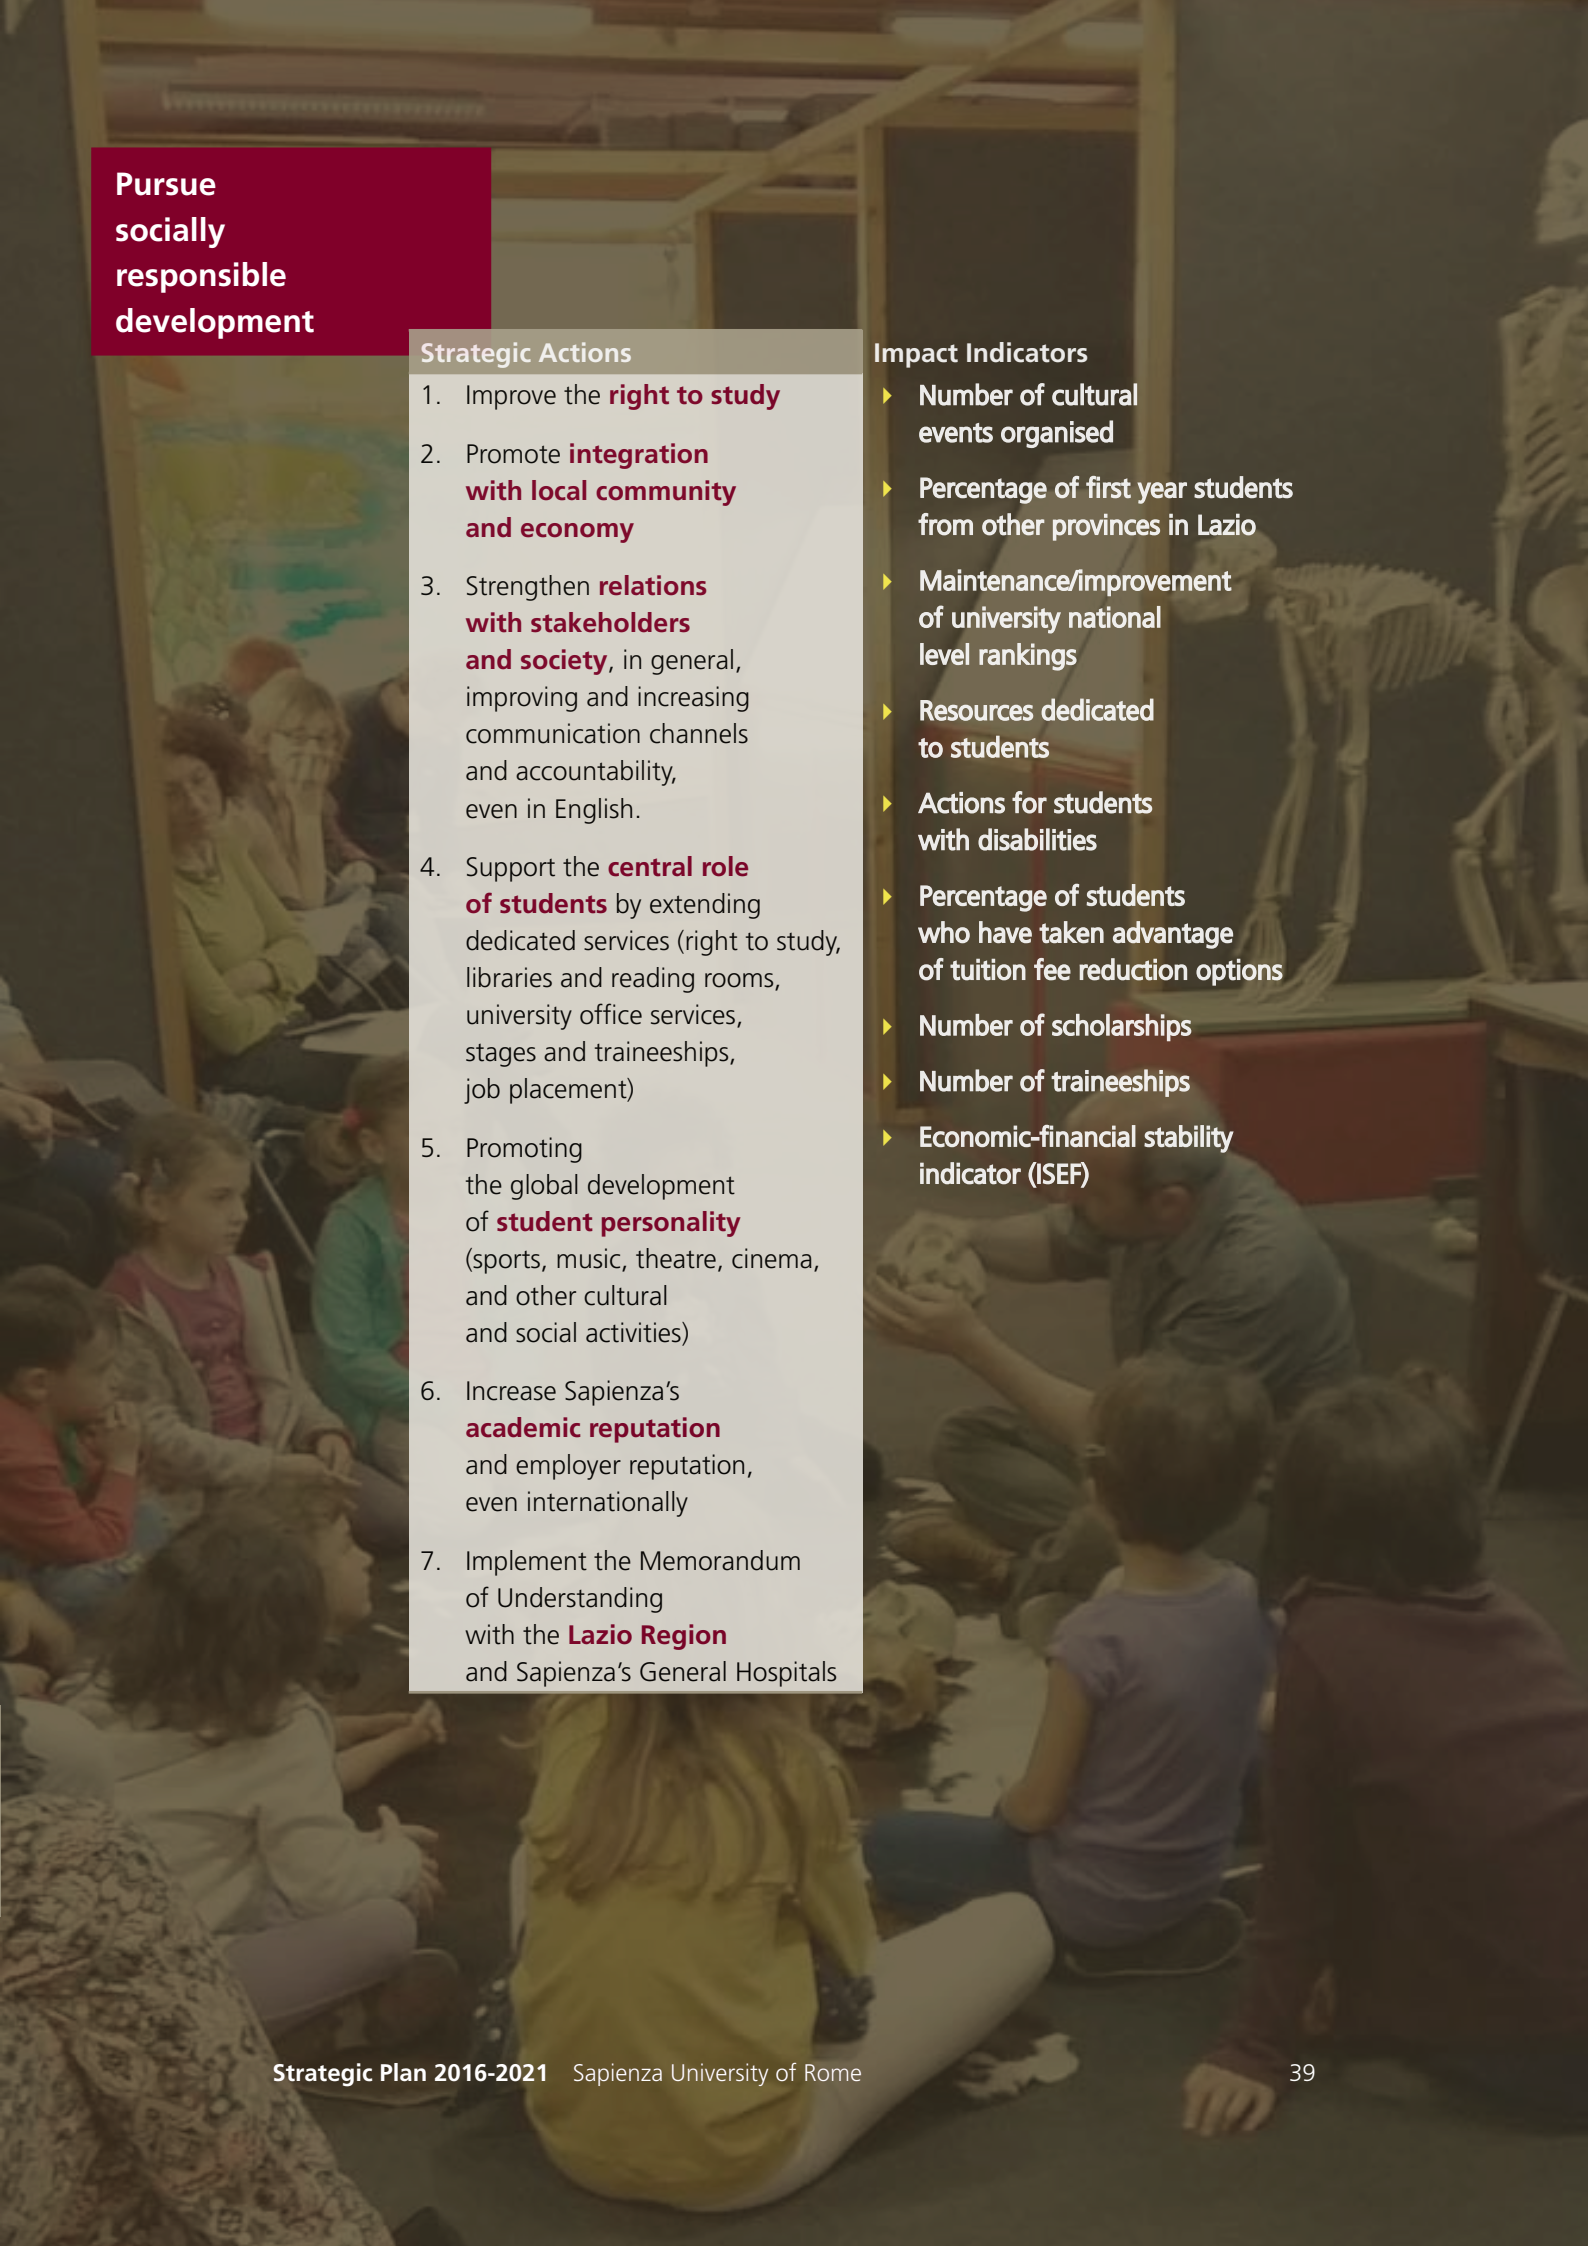 Pursue
socially
responsible
development
Strategic Actions
1. Improve the right to study
2. Promote integration
with local community
and economy
3. Strengthen relations
with stakeholders
and society, in general,
improving and increasing
communication channels
and accountability,
even in English.
4. Support the central role
of students by extending
dedicated services (right to study,
libraries and reading rooms,
university office services,
stages and traineeships,
job placement)
5. Promoting
the global development
of student personality
(sports, music, theatre, cinema,
and other cultural
and social activities)
6. Increase Sapienza’s
academic reputation
and employer reputation,
even internationally
7. Implement the Memorandum
of Understanding
with the Lazio Region
and Sapienza’s General Hospitals
Impact Indicators
Number of cultural
events organised
Percentage of first year students
from other provinces in Lazio
Maintenance/improvement
of university national
level rankings
Resources dedicated
to students
Actions for students
with disabilities
Percentage of students
who have taken advantage
of tuition fee reduction options
Number of scholarships
Number of traineeships
Economic-financial stability
indicator (ISEF)
Strategic Plan 2016-2021 Sapienza University of Rome 39